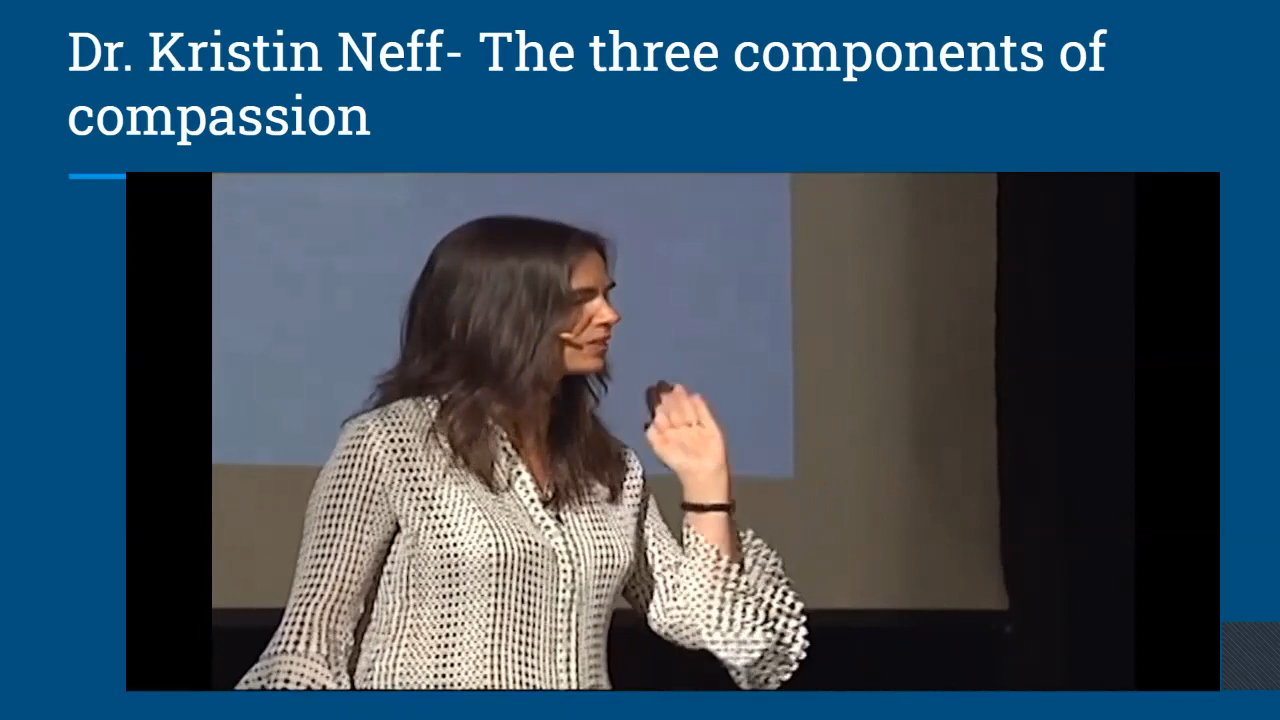 Dr. Kristin Neff- The three components of
compassion